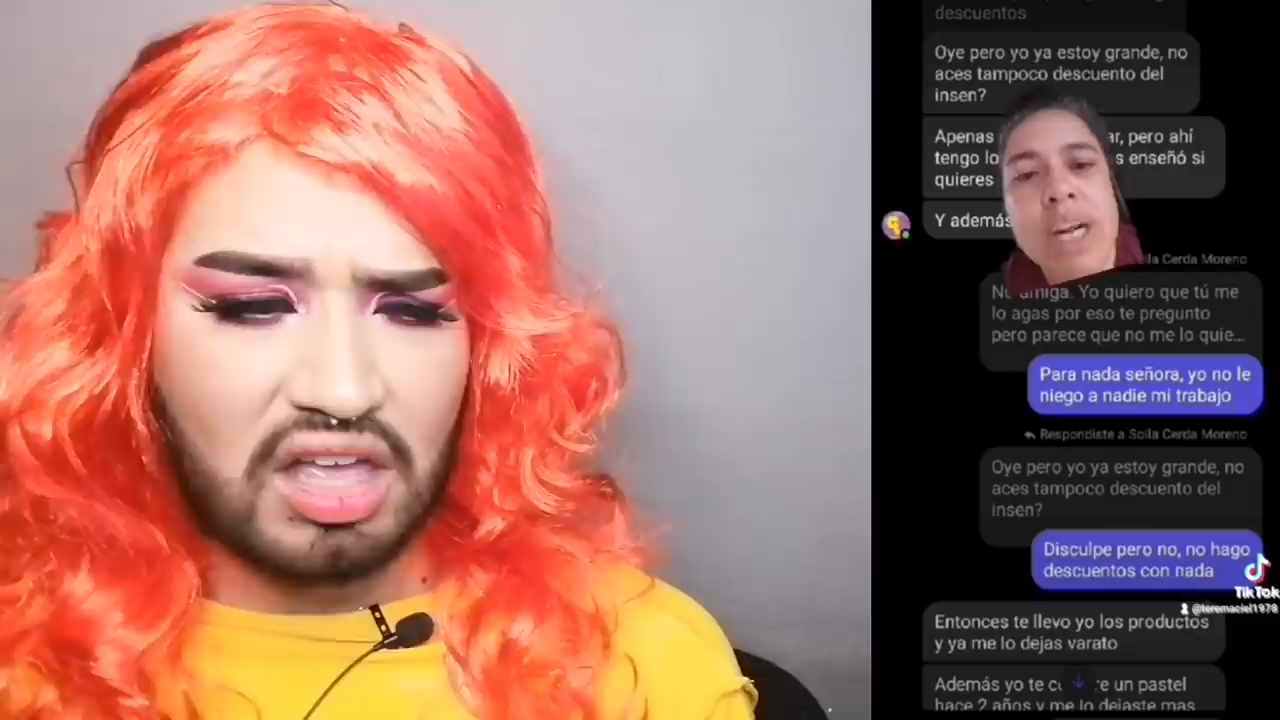 descuentos
Oye pero yo ya estoy grande, no
aces tampoco descuento del
insen?
Apenas ar, pero ahí
tengo lo s enseñó si
quieres
Y además
la Cerda Moreno
No amiga. Yo quiero que tú me
lo agas por eso te pregunto
pero parece que no me lo quie...
Para nada señora, yo no le
niego a nadie mi trabajo
Respondiste a Soila Cerda Moreno
Oye pero yo ya estoy grande, no
aces tampoco descuento del
insen?
Disculpe pero no, no hago
descuentos con nada
TikTok
@teremaciel1978
Entonces te llevo yo los productos
y ya me lo dejas varato
Además yo te re un pastel
hace 2 años y me lo dejaste mas